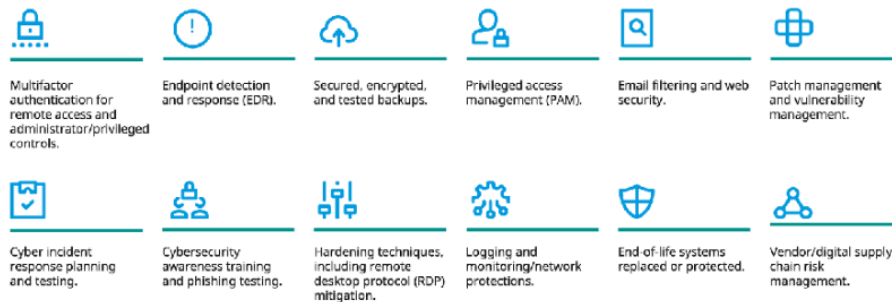 Multifactor
authentication for
remote access and
administrator/privileged
controls.
Endpoint detection
and response (EDR).
Secured, encrypted,
and tested backups.
Privileged access
management (PAM).
Email filtering and web
security.
Patch management
and vulnerability
management.
Cyber incident
response planning
and testing.
Cybersecurity
awareness training
and phishing testing.
Hardening techniques,
including remote
desktop protocol (RDP)
mitigation.
Logging and
monitoring/network
protections.
End-of-life systems
replaced or protected.
Vendor/digital supply
chain risk
management.